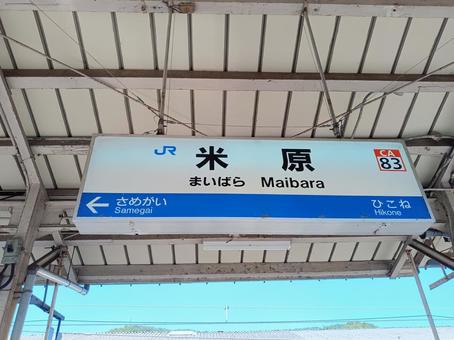 JR 米原 CA
83
まいばら Maibara
← さめがい ひこね
Samegai Hikone